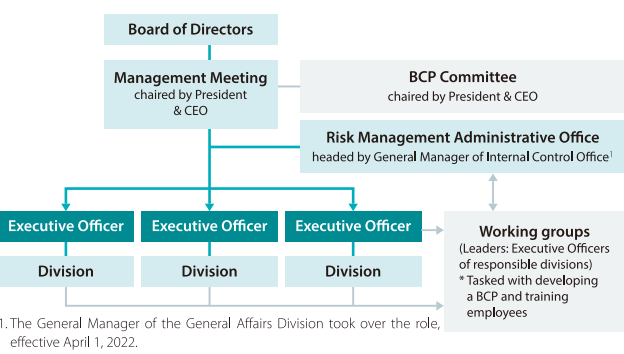 Board of Directors
Management Meeting
chaired by President
& CEO
BCP Committee
chaired by President & CEO
Risk Management Administrative Office
headed by General Manager of Internal Control Office1
Executive Officer
Executive Officer
Executive Officer
Division
Division
Division
Working groups
(Leaders: Executive Officers
of responsible divisions)
* Tasked with developing
a BCP and training
employees
1. The General Manager of the General Affairs Division took over the role,
effective April 1, 2022.